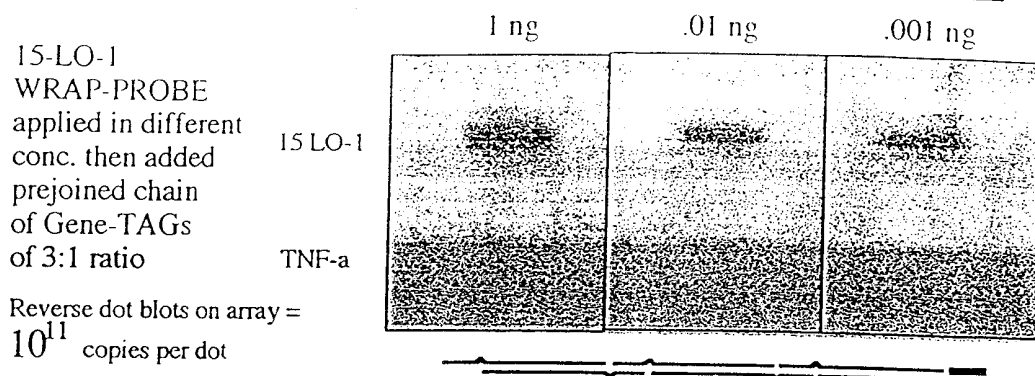 1 ng .01 ng .001 ng
15-LO-1
WRAP-PROBE
applied in different
conc. then added
prejoined chain
of Gene-TAGs
of 3:1 ratio
15 LO-1
TNF-a
Reverse dot blots on array =
10^11 copies per dot